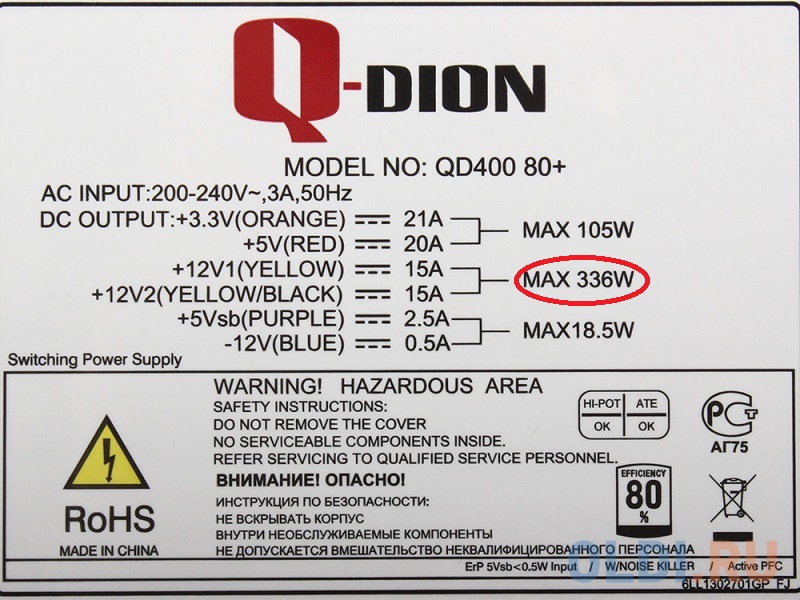 Q-DION
MODEL NO: QD400 80+
AC INPUT:200-240V~,3A,50Hz
DC OUTPUT:+3.3V(ORANGE) 21A
+5V(RED) 20A
MAX 105W
+12V1(YELLOW) 15A
+12V2(YELLOW/BLACK) 15A
MAX 336W
+5Vsb(PURPLE) 2.5A
-12V(BLUE) 0.5A
MAX18.5W
Switching Power Supply
WARNING! HAZARDOUS AREA
SAFETY INSTRUCTIONS:
DO NOT REMOVE THE COVER
NO SERVICEABLE COMPONENTS INSIDE.
REFER SERVICING TO QUALIFIED SERVICE PERSONNEL.
ВНИМАНИЕ! ОПАСНО!
ИНСТРУКЦИЯ ПО БЕЗОПАСНОСТИ:
НЕ ВСКРЫВАТЬ КОРПУС
ВНУТРИ НЕОБСЛУЖИВАЕМЫЕ КОМПОНЕНТЫ
НЕ ДОПУСКАЕТСЯ ВМЕШАТЕЛЬСТВО НЕКВАЛИФИЦИРОВАННОГО ПЕРСОНАЛА
RoHS
MADE IN CHINA
HI-POT ATE
OK OK
РСТ
АГ75
EFFICIENCY
80
%
ErP 5Vsb<0.5W Input / W/NOISE KILLER / Active PFC
6LL1302701GP FJ
OLDI.RU